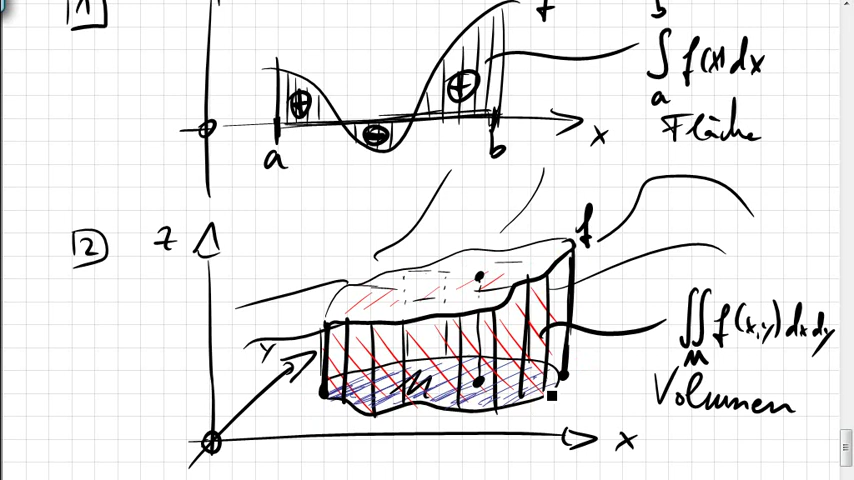 1
f
b
∫ f(x) dx
a
Fläche
+
+
−
a
b
x
2
z
f
y
M
∬ f(x,y) dx dy
M
Volumen
x